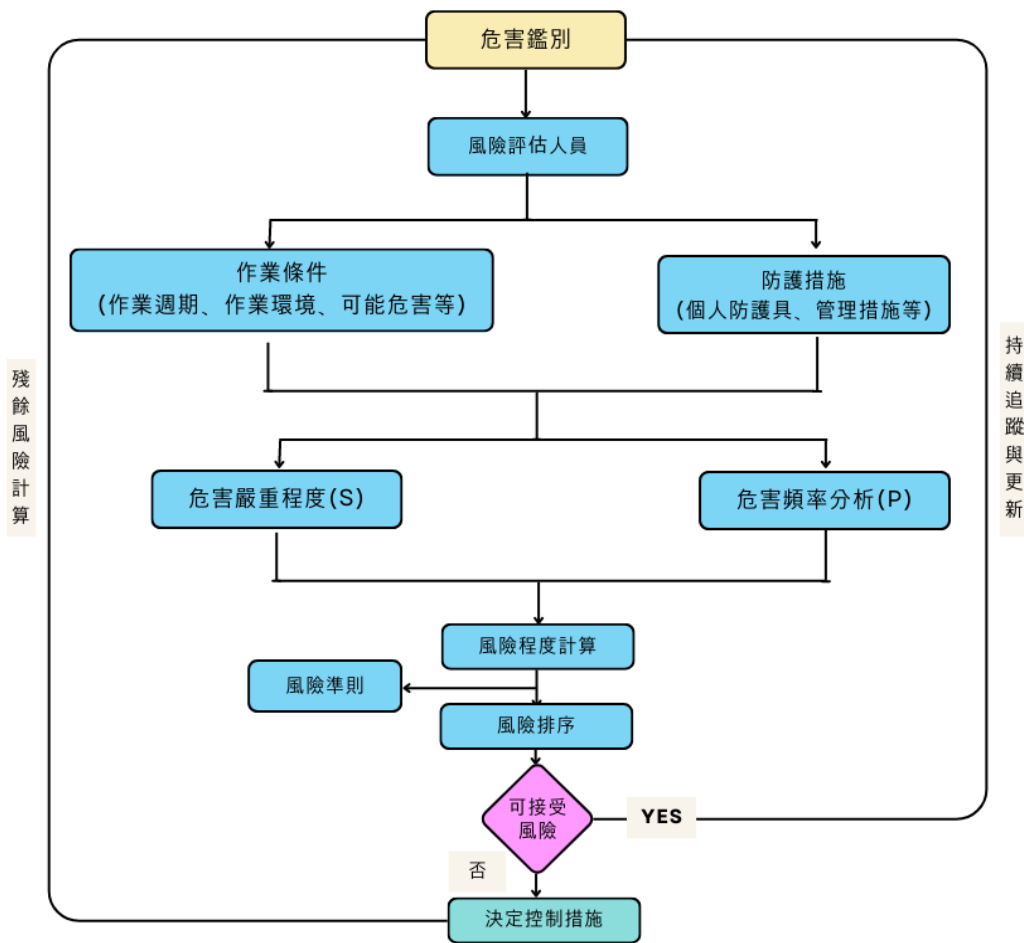 危害鑑別
風險評估人員
作業條件
(作業週期、作業環境、可能危害等)
防護措施
(個人防護具、管理措施等)
殘餘風險計算
持續追蹤與更新
危害嚴重程度(S)
危害頻率分析(P)
風險程度計算
風險準則
風險排序
可接受
風險
YES
否
決定控制措施